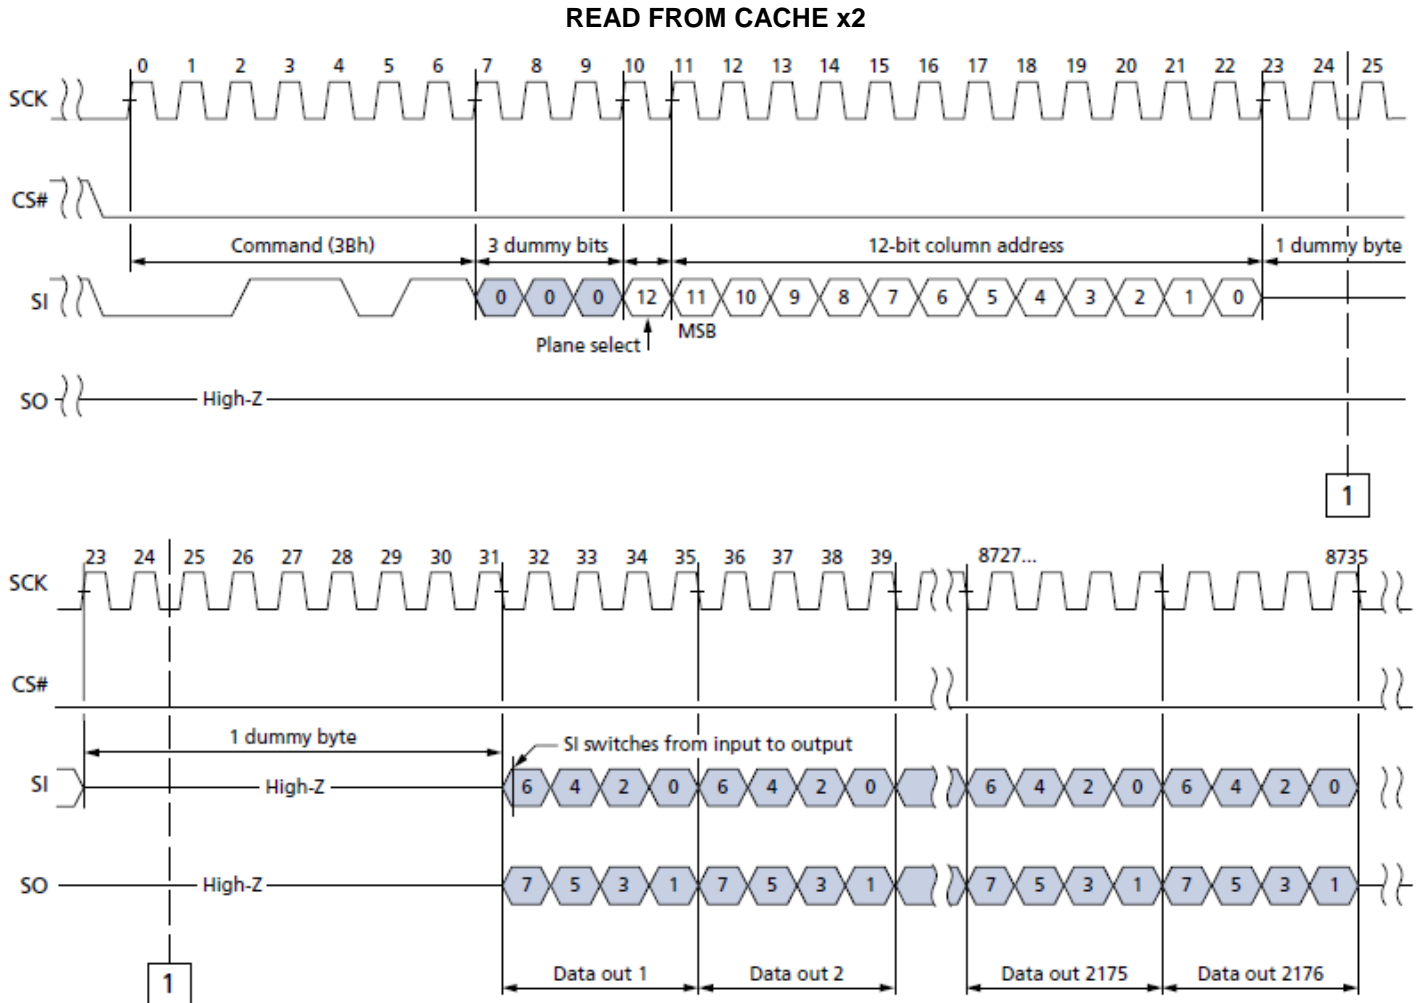 READ FROM CACHE x2
0 1 2 3 4 5 6 7 8 9 10 11 12 13 14 15 16 17 18 19 20 21 22 23 24 25
SCK
CS#
Command (3Bh) 3 dummy bits 12-bit column address 1 dummy byte
SI 0 0 0 12 11 10 9 8 7 6 5 4 3 2 1 0
Plane select MSB
SO High-Z
1
23 24 25 26 27 28 29 30 31 32 33 34 35 36 37 38 39 8727... 8735
SCK
CS#
1 dummy byte SI switches from input to output
SI High-Z 6 4 2 0 6 4 2 0 6 4 2 0 6 4 2 0
SO High-Z 7 5 3 1 7 5 3 1 7 5 3 1 7 5 3 1
1 Data out 1 Data out 2 Data out 2175 Data out 2176